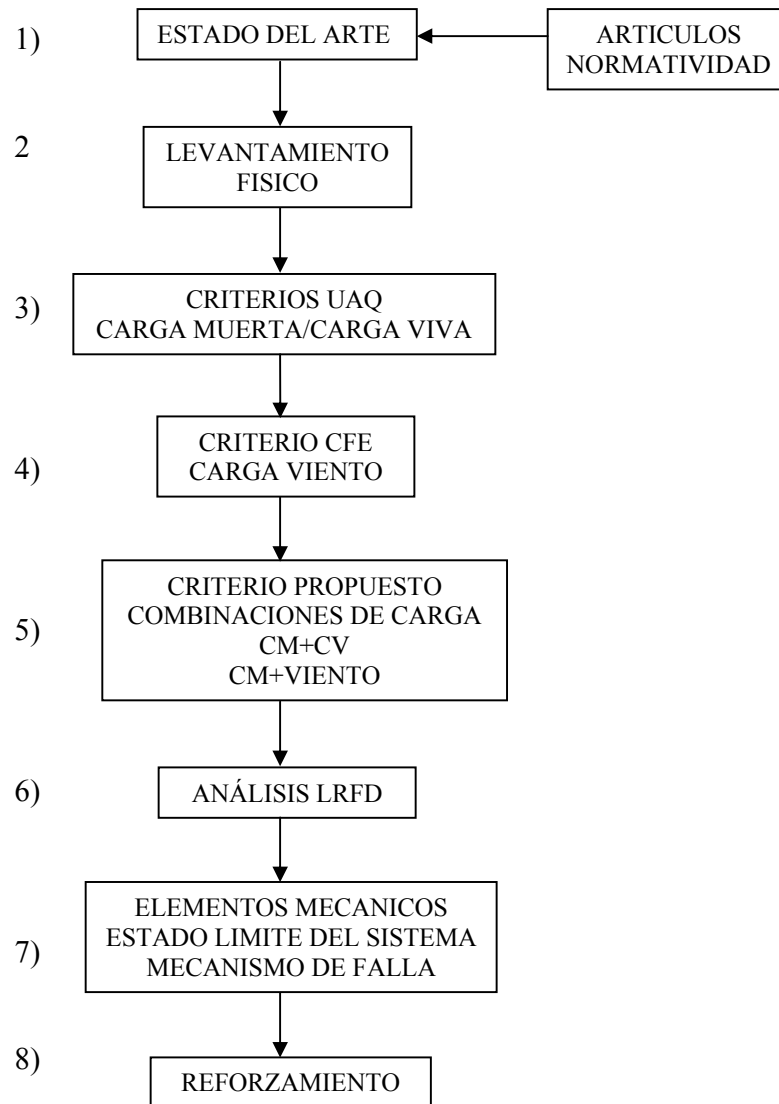 1)
ESTADO DEL ARTE
ARTICULOS
NORMATIVIDAD
2
LEVANTAMIENTO
FISICO
3)
CRITERIOS UAQ
CARGA MUERTA/CARGA VIVA
4)
CRITERIO CFE
CARGA VIENTO
5)
CRITERIO PROPUESTO
COMBINACIONES DE CARGA
CM+CV
CM+VIENTO
6)
ANÁLISIS LRFD
7)
ELEMENTOS MECANICOS
ESTADO LIMITE DEL SISTEMA
MECANISMO DE FALLA
8)
REFORZAMIENTO